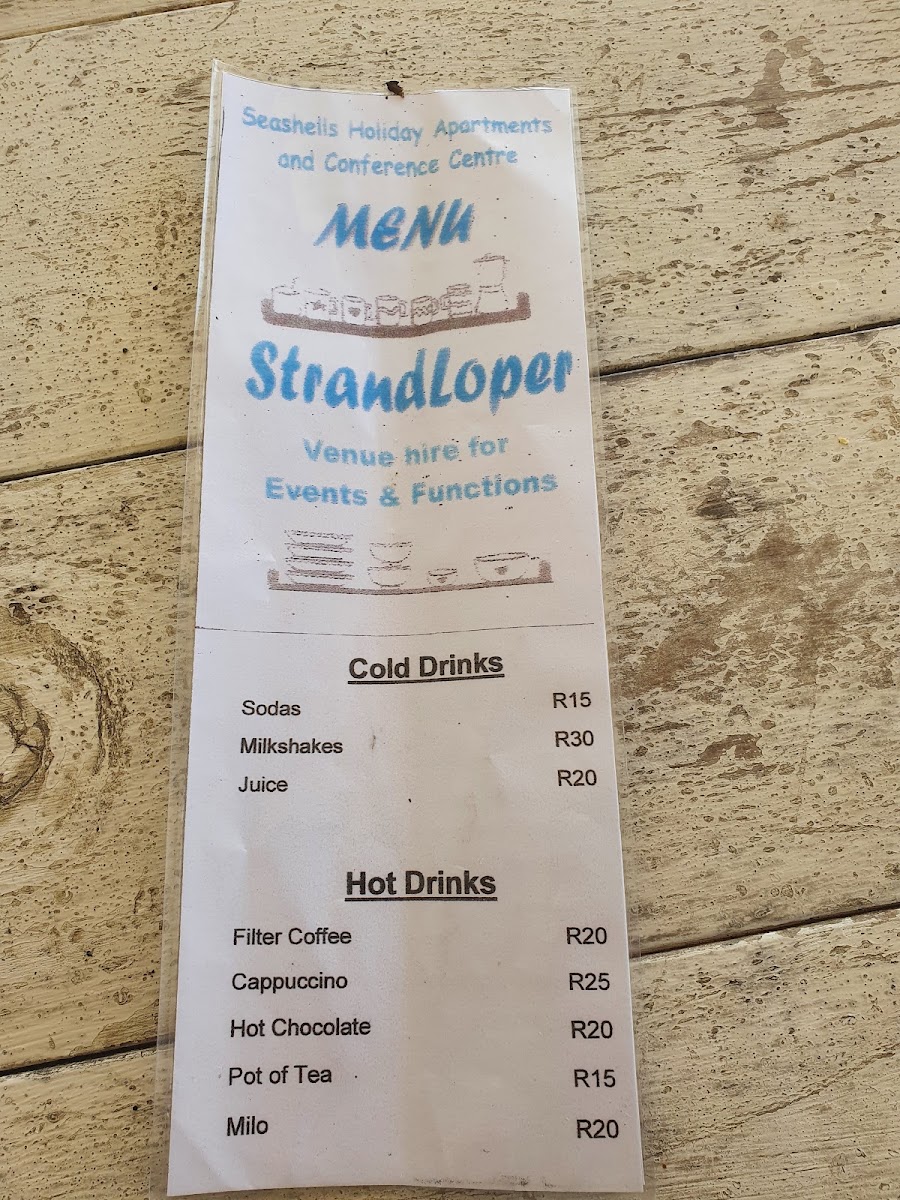 Seashells Holiday Apartments
and Conference Centre
MENU
StrandLoper
Venue hire for
Events & Functions
Cold Drinks
Sodas R15
Milkshakes R30
Juice R20
Hot Drinks
Filter Coffee R20
Cappuccino R25
Hot Chocolate R20
Pot of Tea R15
Milo R20